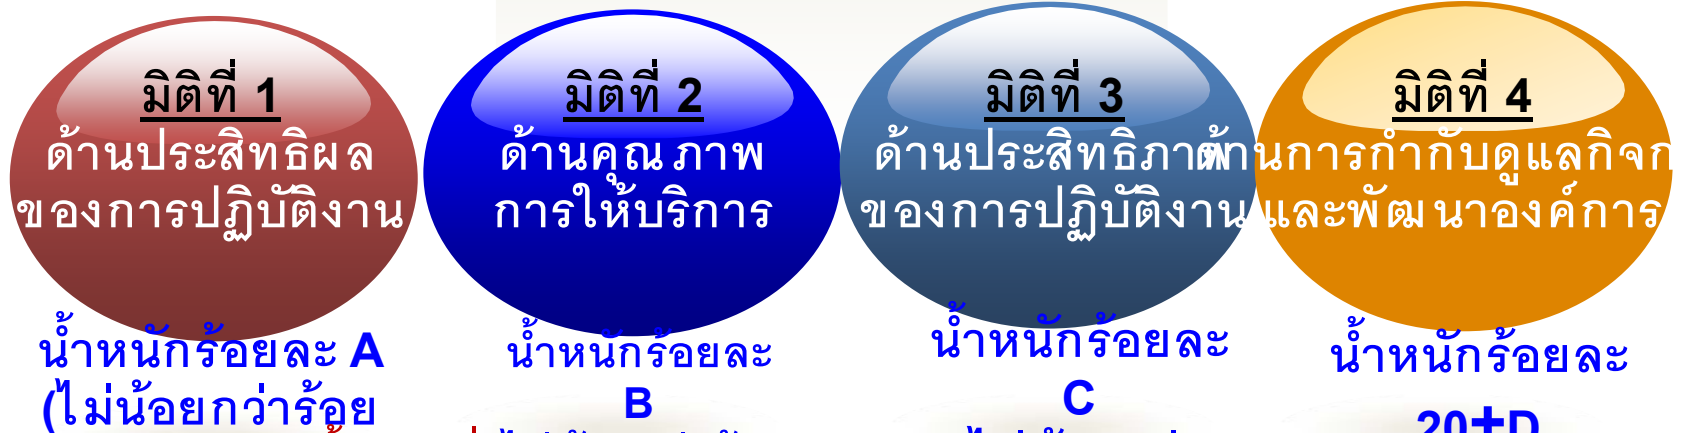 มิติที่ 1
ด้านประสิทธิผล
ของการปฏิบัติงาน
น้ำหนักร้อยละ A
(ไม่น้อยกว่าร้อย
มิติที่ 2
ด้านคุณภาพ
การให้บริการ
น้ำหนักร้อยละ
B
มิติที่ 3
ด้านประสิทธิภาพ
ของการปฏิบัติงาน
น้ำหนักร้อยละ
C
มิติที่ 4
ด้านการกำกับดูแลกิจก
และพัฒนาองค์การ
น้ำหนักร้อยละ
20+D